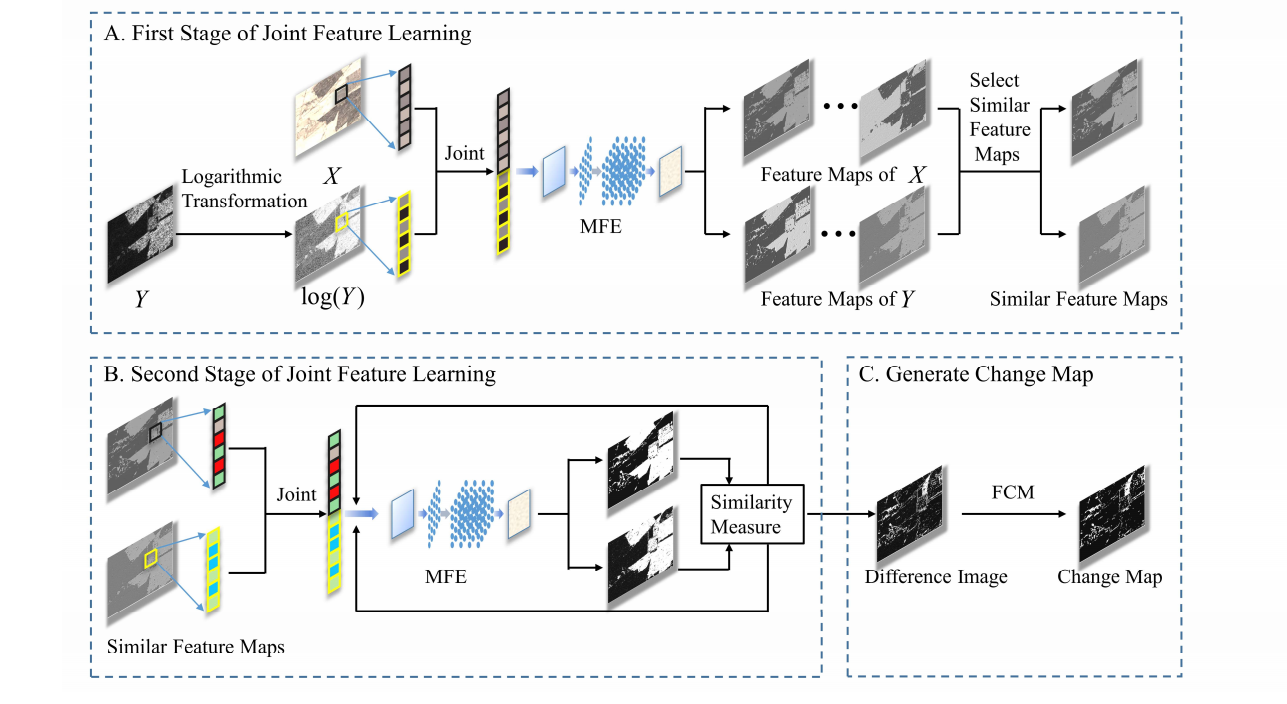 A. First Stage of Joint Feature Learning
X
Logarithmic
Transformation
Y
log(Y)
Joint
MFE
Feature Maps of X
Feature Maps of Y
Select
Similar
Feature
Maps
Similar Feature Maps
B. Second Stage of Joint Feature Learning
Similar Feature Maps
Joint
MFE
Similarity
Measure
C. Generate Change Map
Difference Image
FCM
Change Map